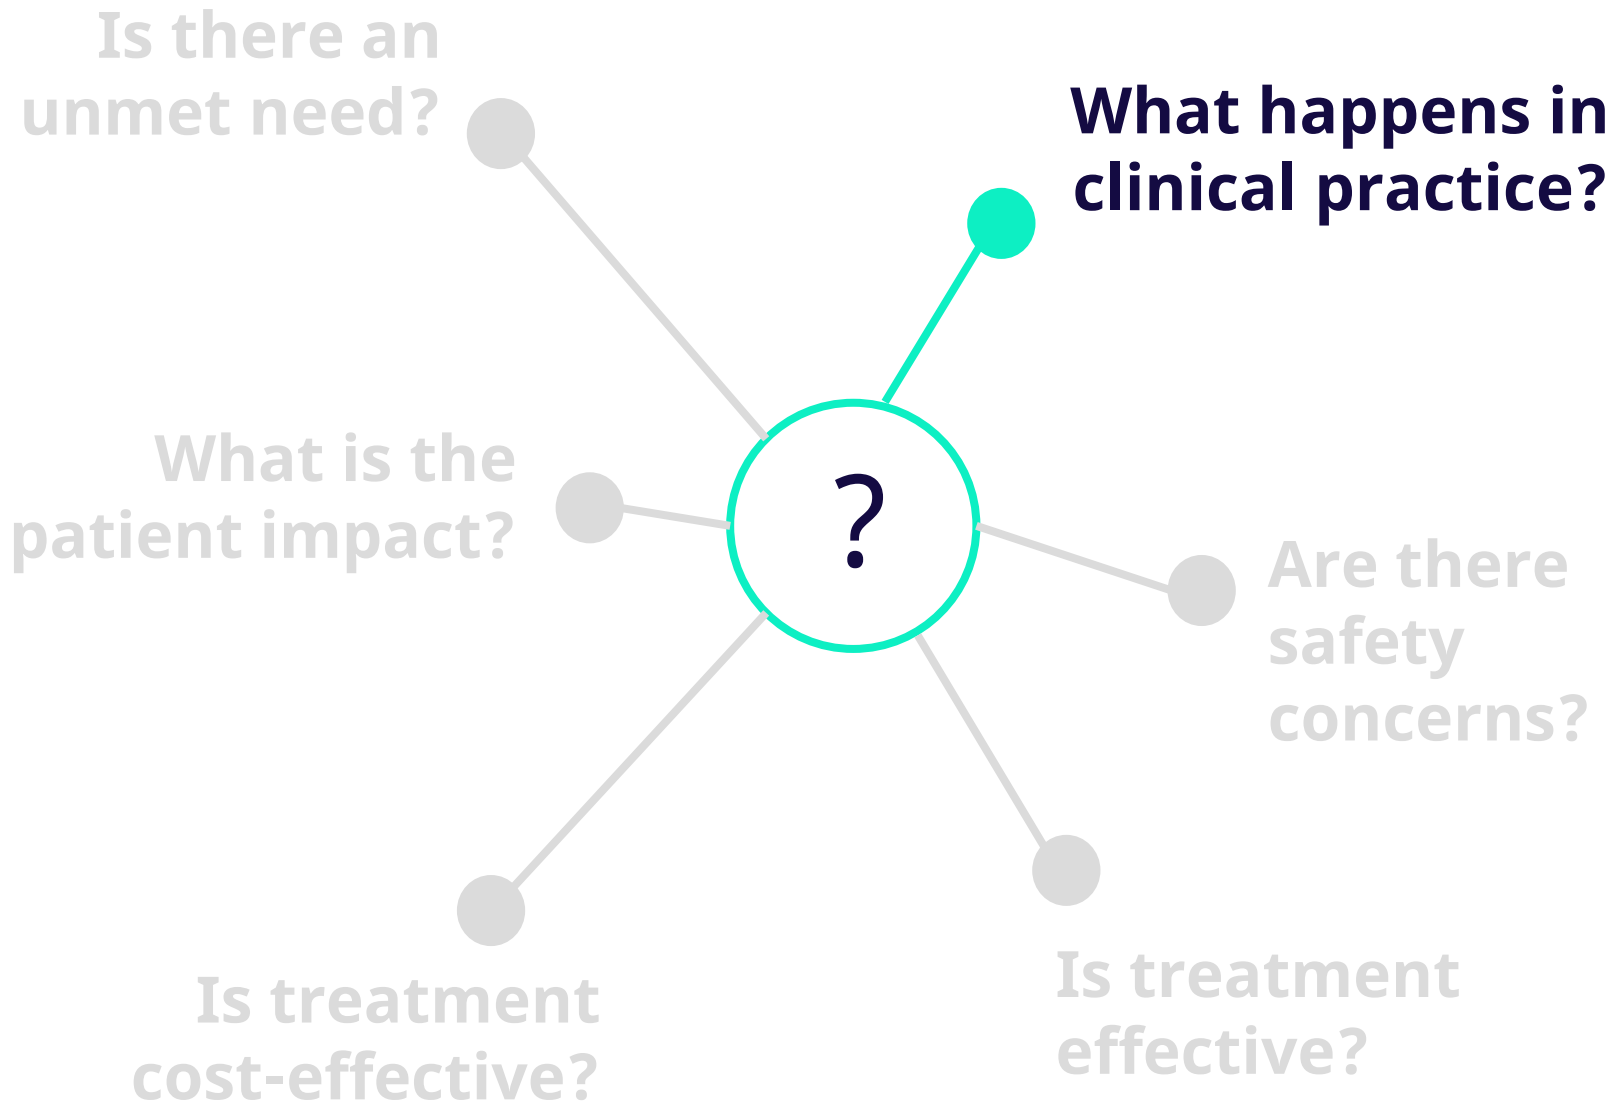 Is there an
unmet need?
What happens in
clinical practice?
What is the
patient impact?
?
Are there
safety
concerns?
Is treatment
cost-effective?
Is treatment
effective?